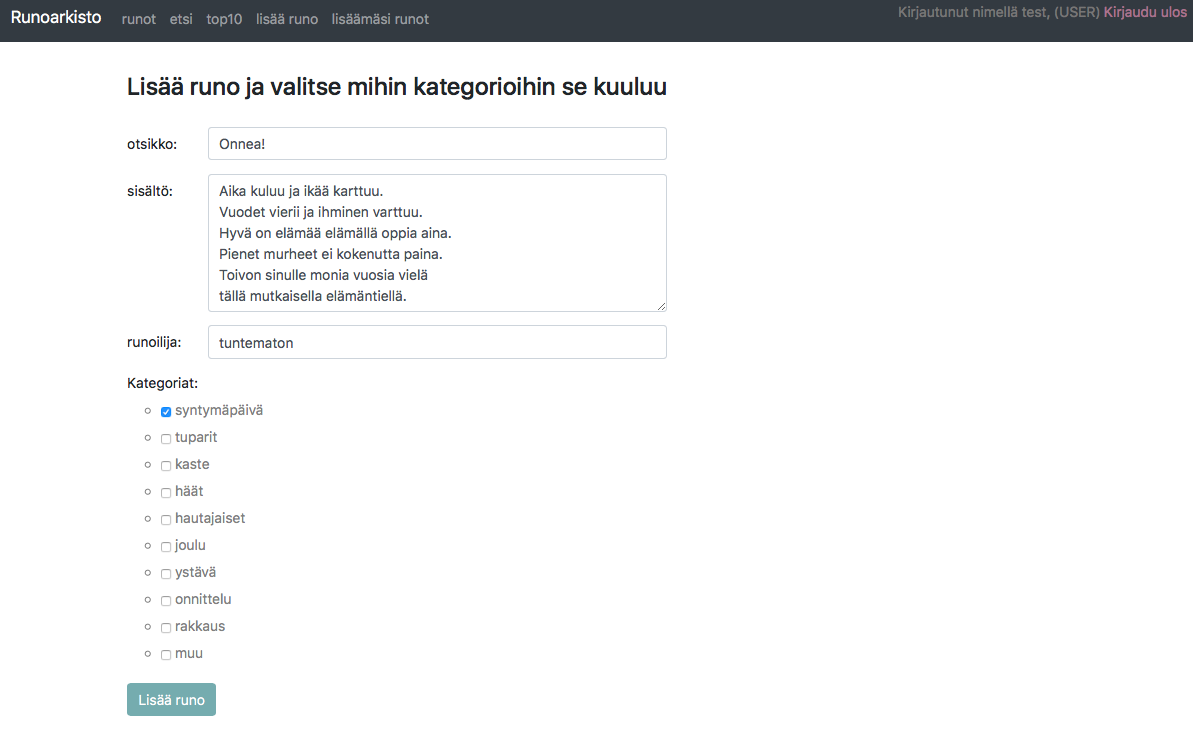 Runoarkisto runot etsi top10 lisää runo lisäämäsi runot Kirjautunut nimellä test, (USER) Kirjaudu ulos
Lisää runo ja valitse mihin kategorioihin se kuuluu
otsikko: Onnea!
sisältö: Aika kuluu ja ikää karttuu.
Vuodet vierii ja ihminen varttuu.
Hyvä on elämää elämällä oppia aina.
Pienet murheet ei kokenutta paina.
Toivon sinulle monia vuosia vielä
tällä mutkaisella elämäntiellä.
runoilija: tuntematon
Kategoriat:
syntymäpäivä
tuparit
kaste
häät
hautajaiset
joulu
ystävä
onnittelu
rakkaus
muu
Lisää runo